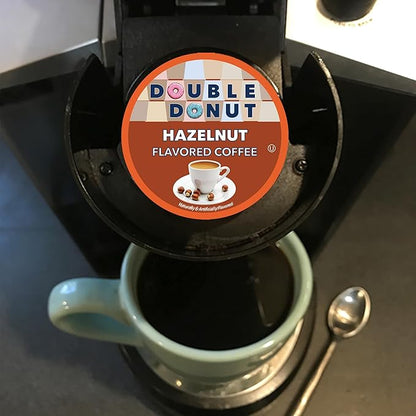 DOUBLE
DONUT
HAZELNUT
FLAVORED COFFEE
U
Naturally & Artificially Flavored